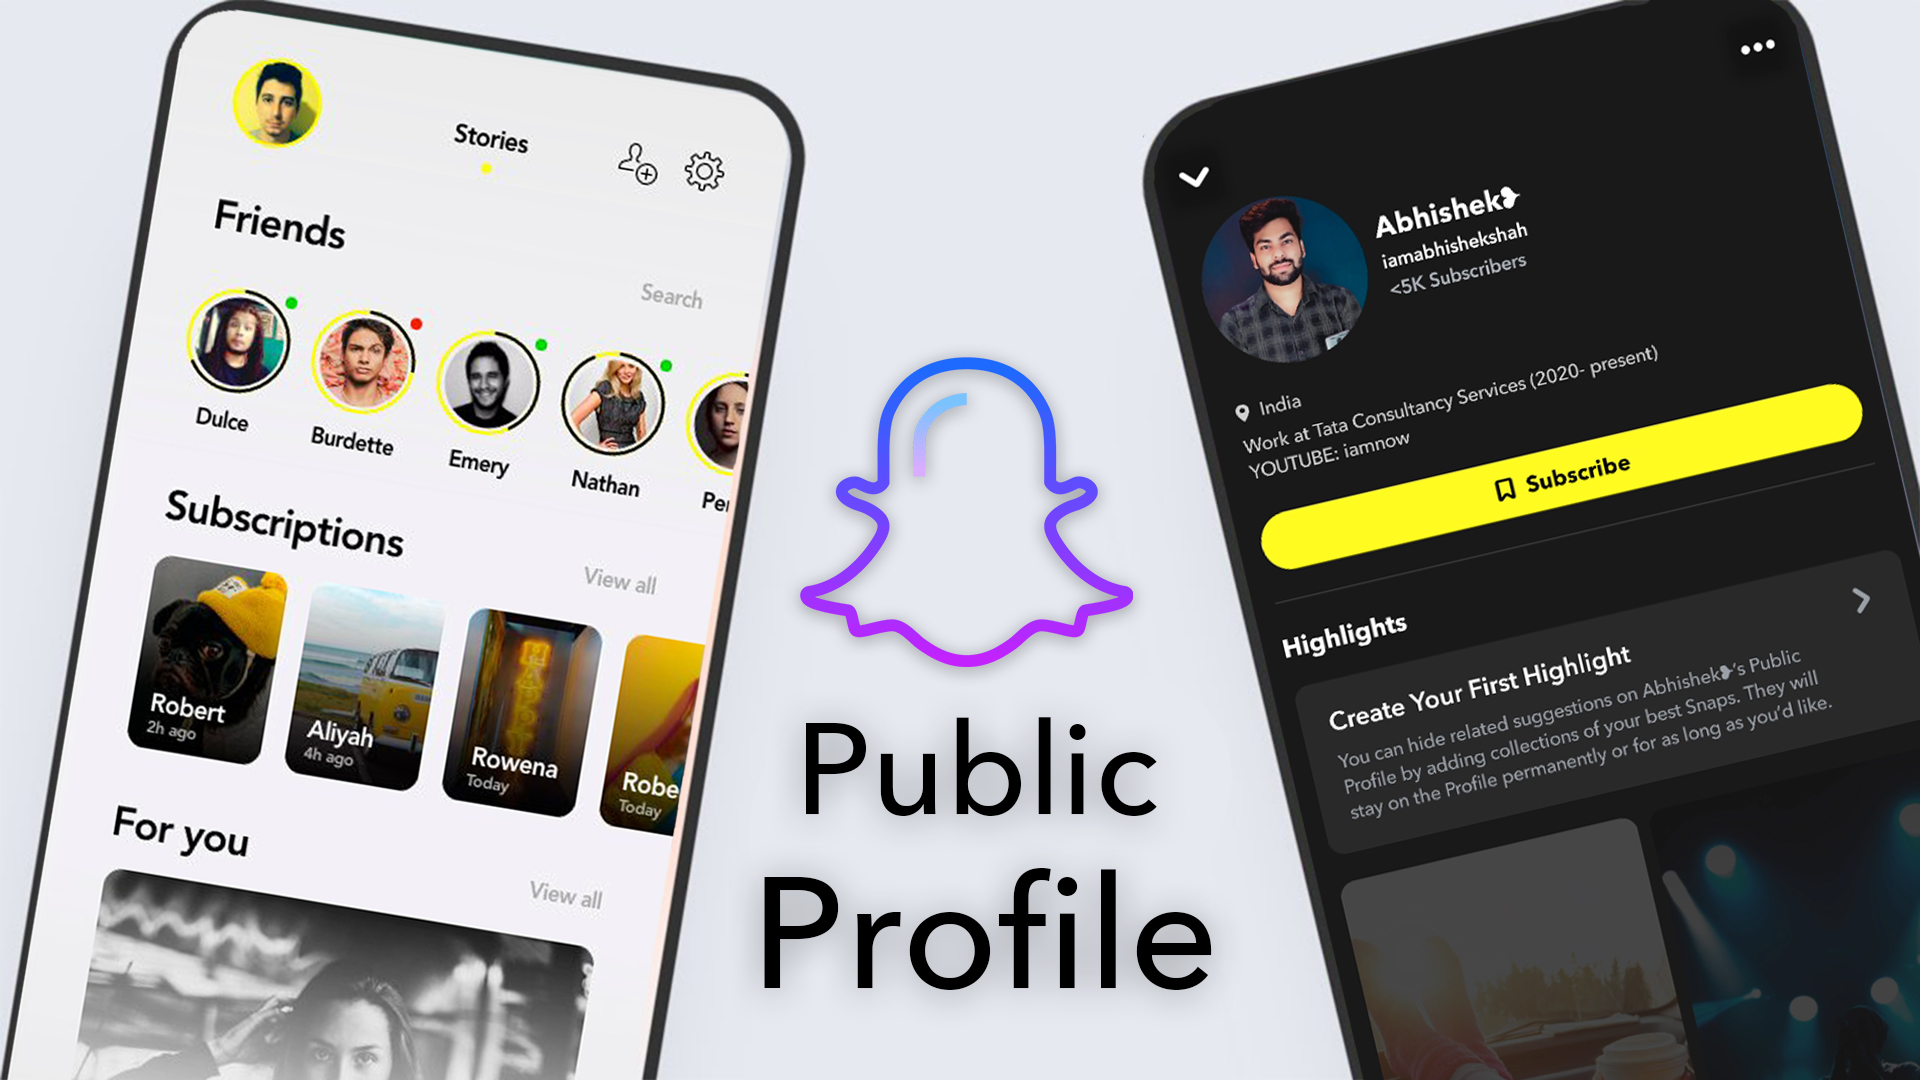 Stories
Friends
Search
Dulce
Burdette
Emery
Nathan
Per
Subscriptions
View all
Robert
2h ago
Aliyah
4h ago
Rowena
Today
Robe
Today
For you
View all
Public
Profile
Abhishek
iamabhishekshah
<5K Subscribers
India
Work at Tata Consultancy Services (2020- present)
YOUTUBE: iamnow
Subscribe
Highlights
Create Your First Highlight
You can hide related suggestions on Abhishek's Public
Profile by adding collections of your best Snaps. They will
stay on the Profile permanently or for as long as you'd like.